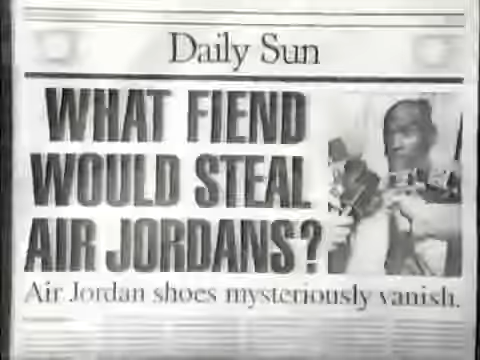 Daily Sun
WHAT FIEND
WOULD STEAL
AIR JORDANS?
Air Jordan shoes mysteriously vanish.